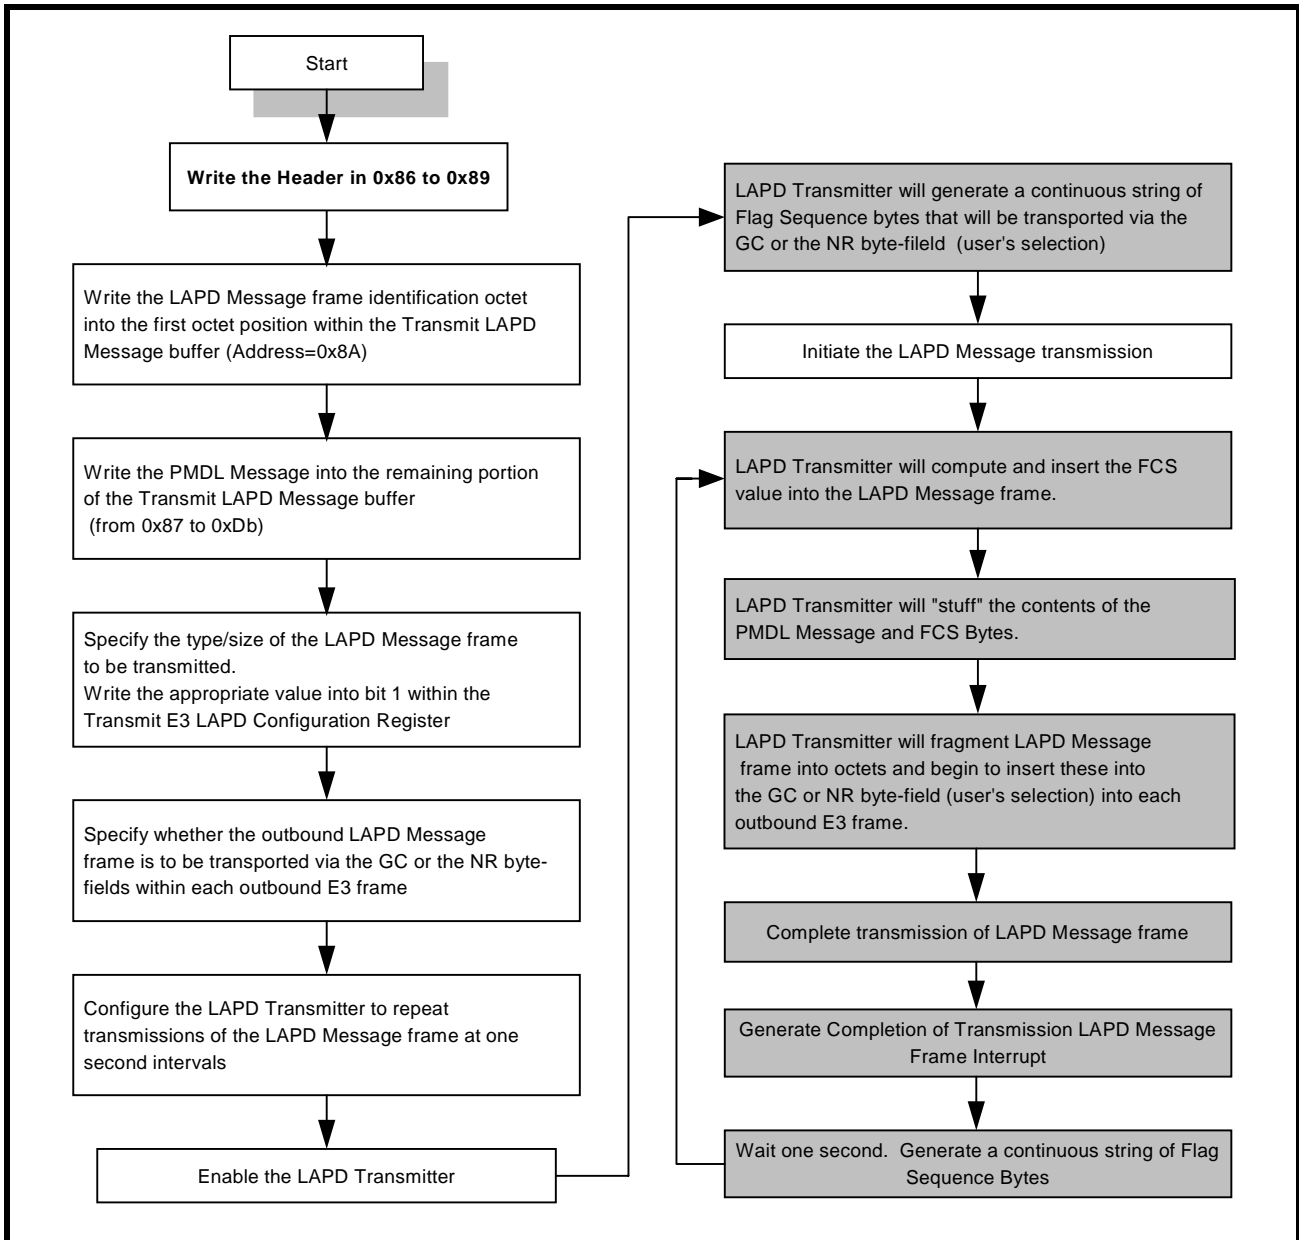 Start
Write the Header in 0x86 to 0x89
Write the LAPD Message frame identification octet
into the first octet position within the Transmit LAPD
Message buffer (Address=0x8A)
Write the PMDL Message into the remaining portion
of the Transmit LAPD Message buffer
(from 0x87 to 0xDb)
Specify the type/size of the LAPD Message frame
to be transmitted.
Write the appropriate value into bit 1 within the
Transmit E3 LAPD Configuration Register
Specify whether the outbound LAPD Message
frame is to be transported via the GC or the NR byte-
fields within each outbound E3 frame
Configure the LAPD Transmitter to repeat
transmissions of the LAPD Message frame at one
second intervals
Enable the LAPD Transmitter
LAPD Transmitter will generate a continuous string of
Flag Sequence bytes that will be transported via the
GC or the NR byte-fileld (user's selection)
Initiate the LAPD Message transmission
LAPD Transmitter will compute and insert the FCS
value into the LAPD Message frame.
LAPD Transmitter will "stuff" the contents of the
PMDL Message and FCS Bytes.
LAPD Transmitter will fragment LAPD Message
frame into octets and begin to insert these into
the GC or NR byte-field (user's selection) into each
outbound E3 frame.
Complete transmission of LAPD Message frame
Generate Completion of Transmission LAPD Message
Frame Interrupt
Wait one second. Generate a continuous string of Flag
Sequence Bytes